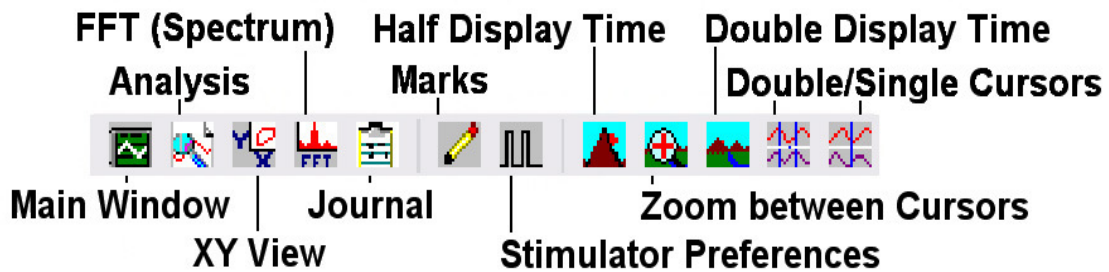 FFT (Spectrum) Half Display Time Double Display Time
Analysis Marks Double/Single Cursors
Y X FFT
Main Window Journal Zoom between Cursors
XY View Stimulator Preferences